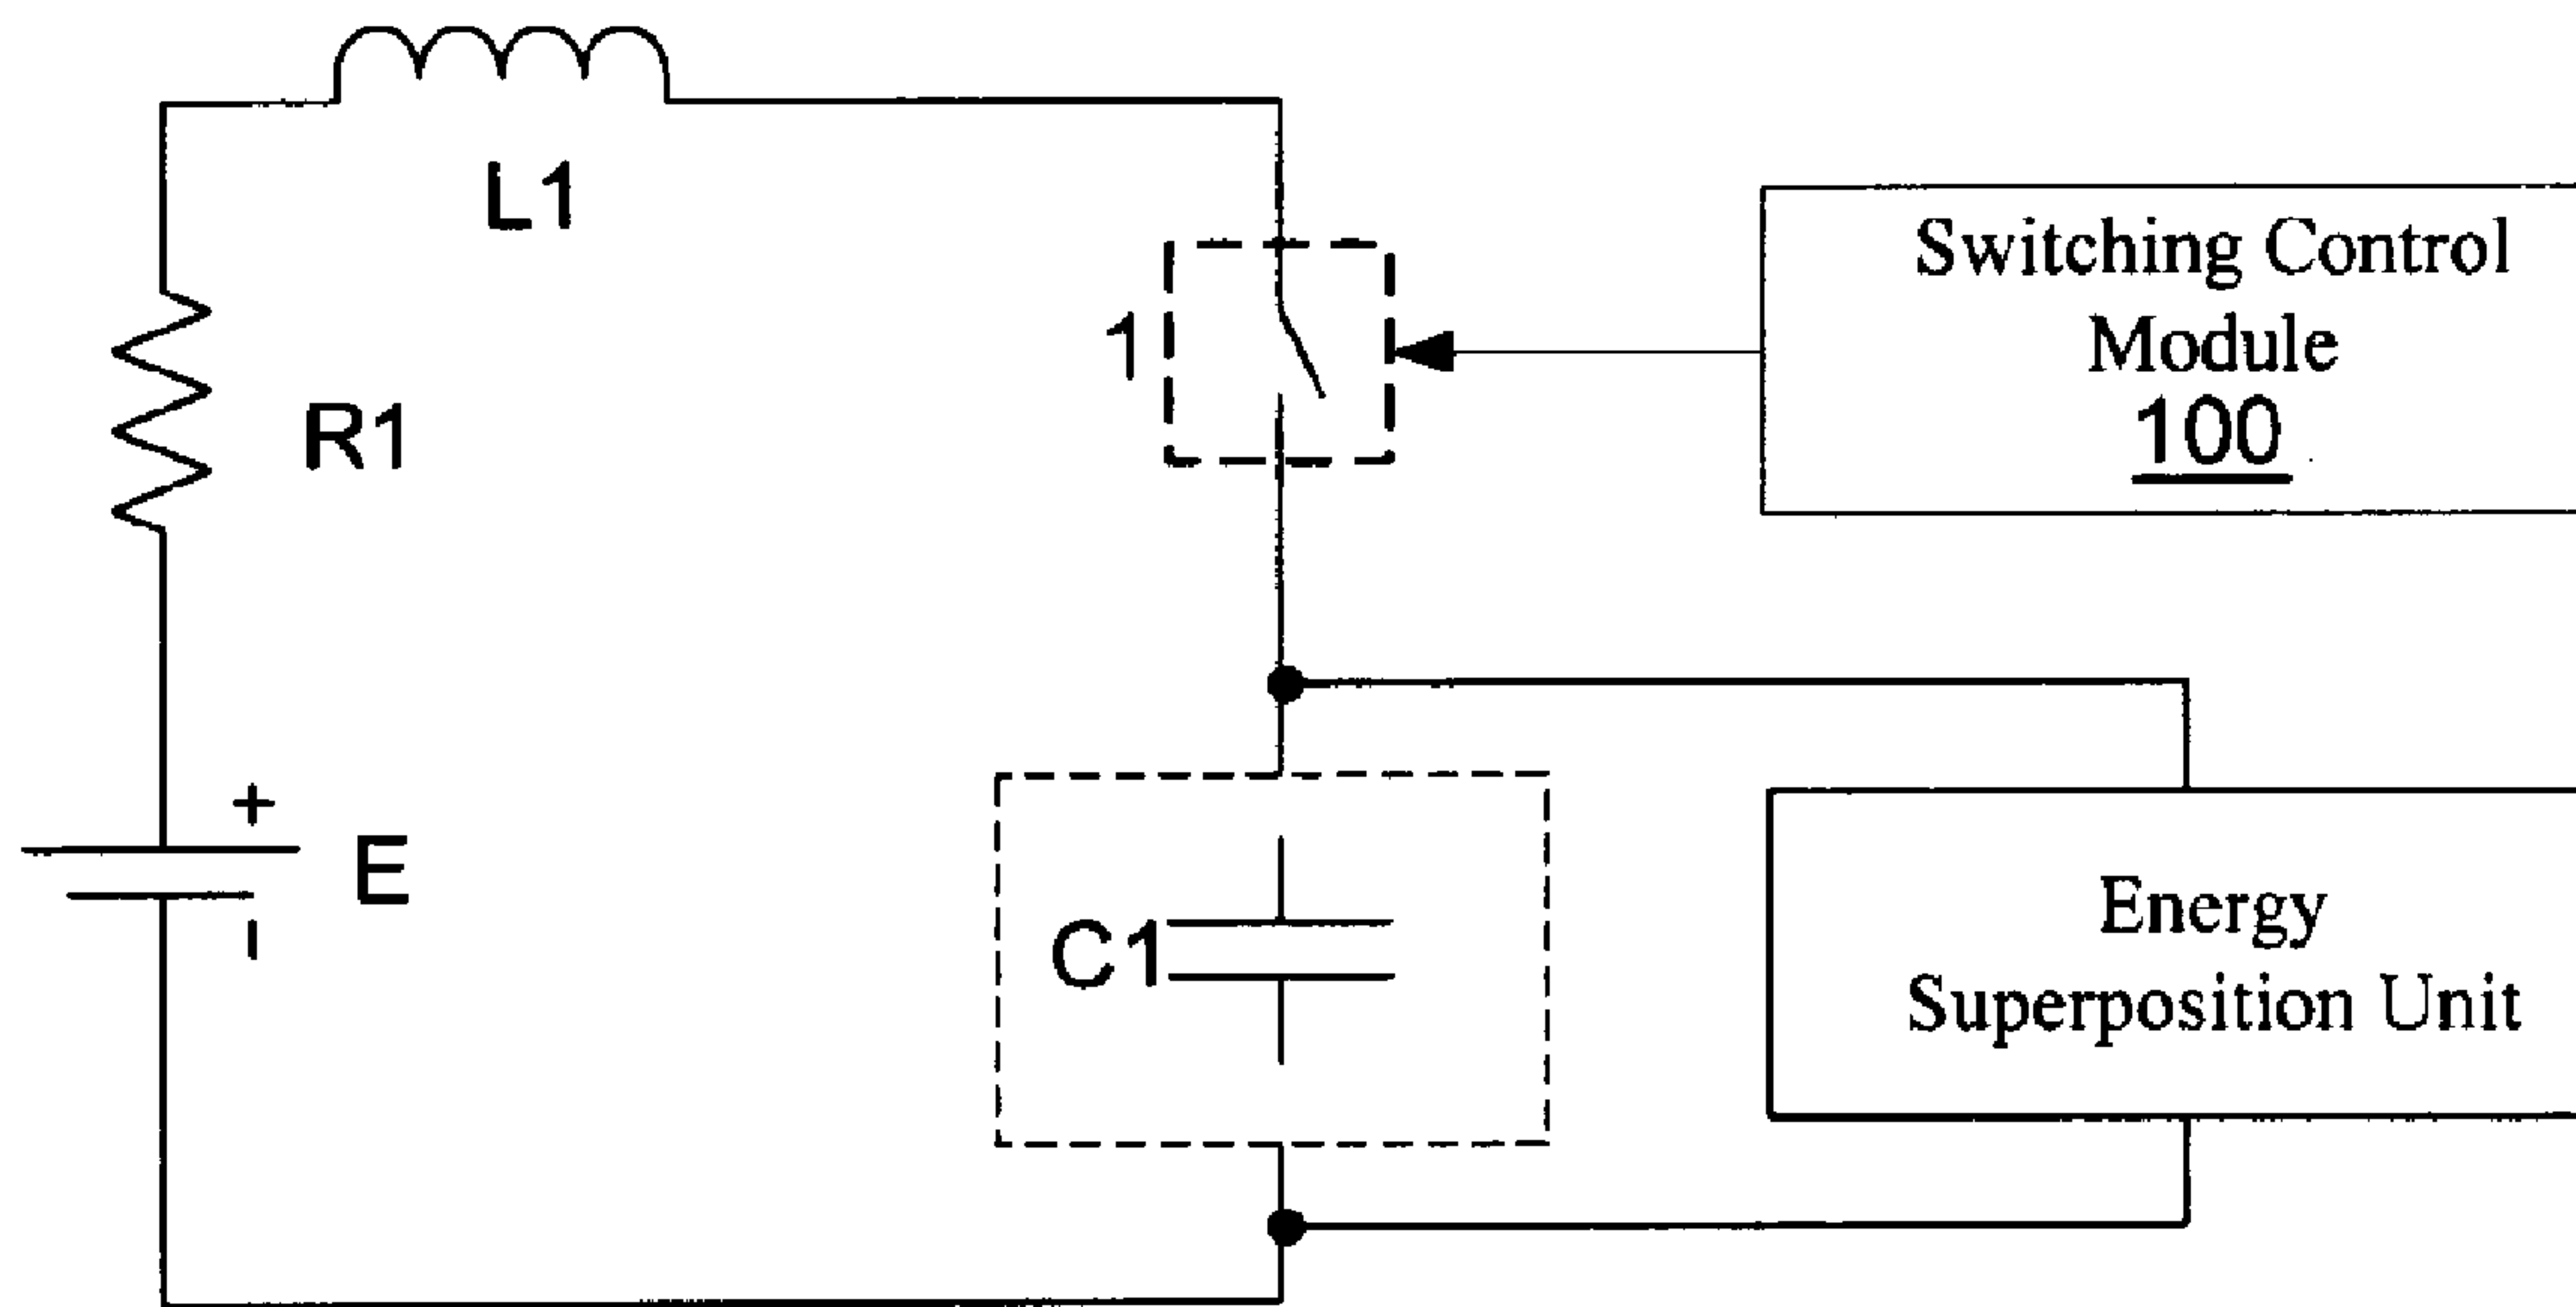 L1
Switching Control
Module
100
1
R1
+
E
-
C1
Energy
Superposition Unit